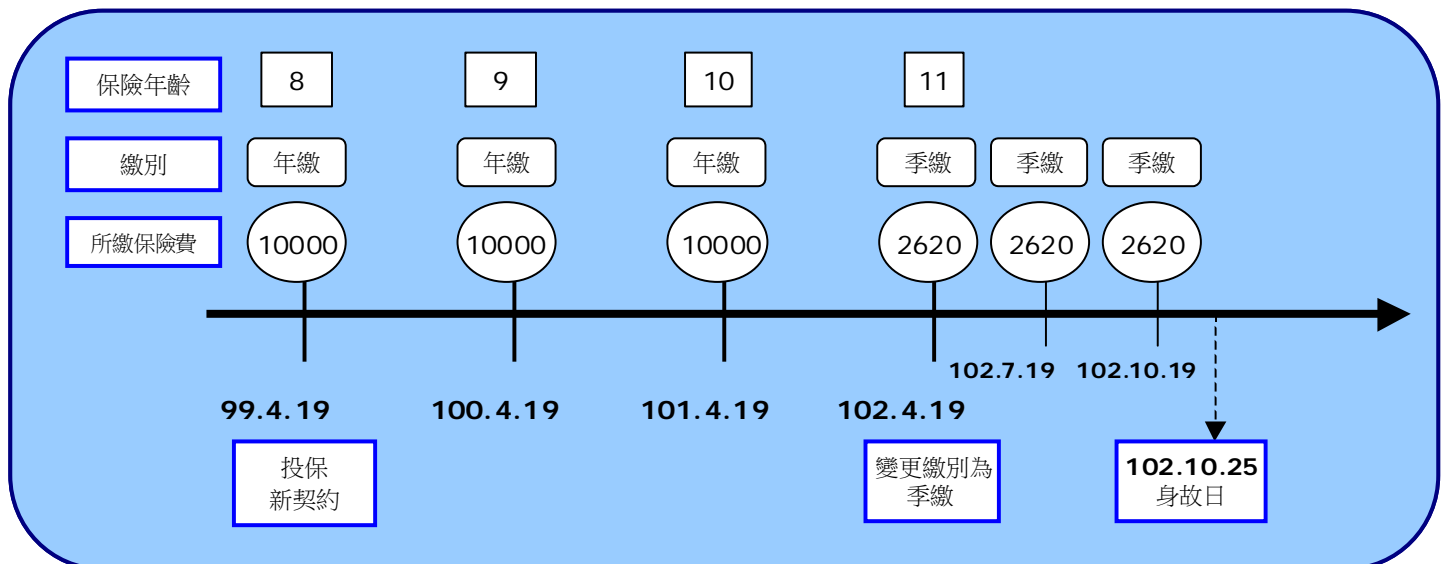 保險年齡 8 9 10 11
繳別 年繳 年繳 年繳 季繳 季繳 季繳
所繳保險費 10000 10000 10000 2620 2620 2620
102.7.19 102.10.19
99.4.19 100.4.19 101.4.19 102.4.19
投保
新契約
變更繳別為
季繳
102.10.25
身故日